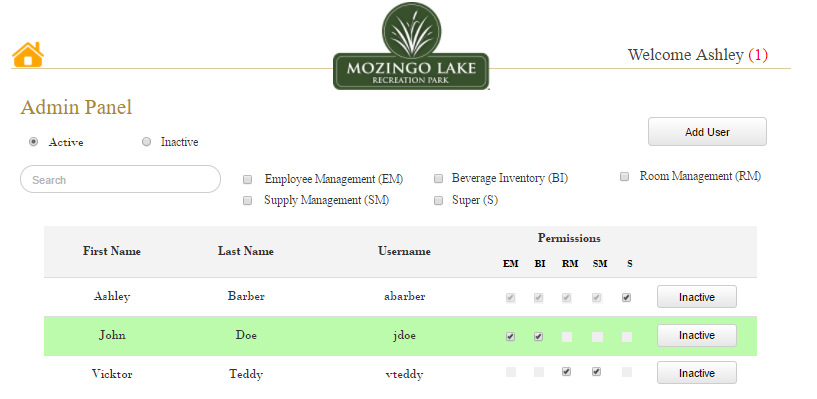 MOZINGO LAKE
RECREATION PARK
Welcome Ashley (1)
Admin Panel
Active Inactive
Add User
Search
Employee Management (EM) Beverage Inventory (BI) Room Management (RM)
Supply Management (SM) Super (S)
First Name Last Name Username Permissions
EM BI RM SM S
Ashley Barber abarber Inactive
John Doe jdoe Inactive
Vicktor Teddy vteddy Inactive